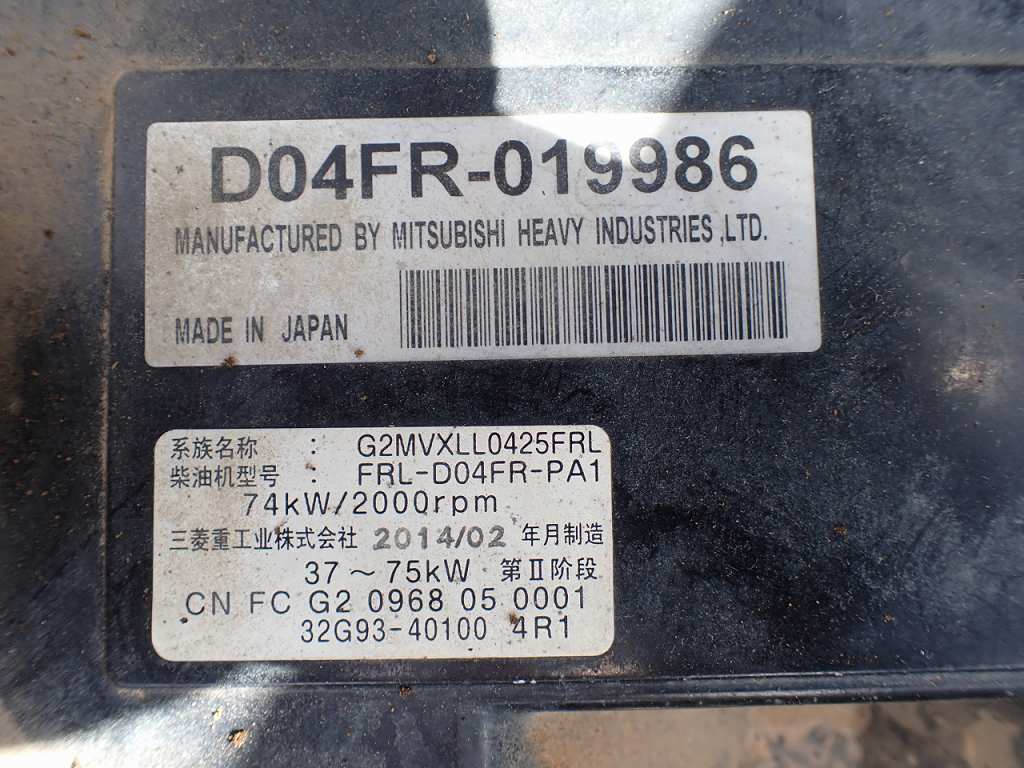 D04FR-019986
MANUFACTURED BY MITSUBISHI HEAVY INDUSTRIES,LTD.
MADE IN JAPAN
系族名称 : G2MVXLL0425FRL
柴油机型号 : FRL-D04FR-PA1
74kW/2000rpm
三菱重工业株式会社 2014/02 年月制造
37～75kW 第Ⅱ阶段
CN FC G2 0968 05 0001
32G93-40100 4R1